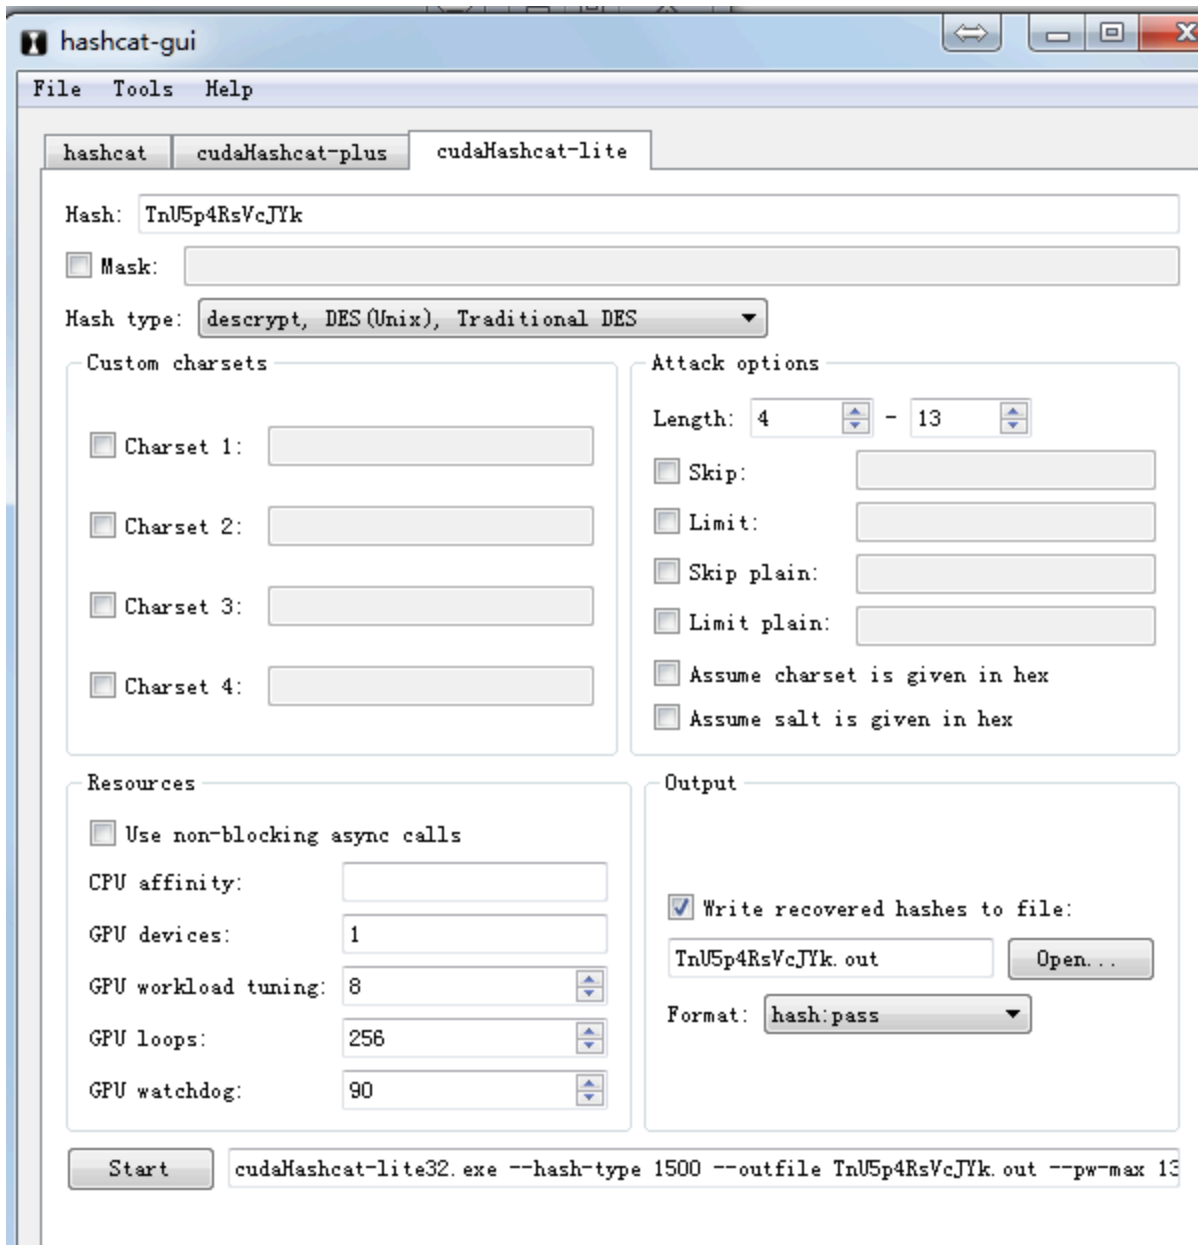 hashcat-gui
File Tools Help
hashcat cudaHashcat-plus cudaHashcat-lite
Hash: TnU5p4RsVcJYk
Mask:
Hash type: descrypt, DES(Unix), Traditional DES
Custom charsets
Charset 1:
Charset 2:
Charset 3:
Charset 4:
Attack options
Length: 4 - 13
Skip:
Limit:
Skip plain:
Limit plain:
Assume charset is given in hex
Assume salt is given in hex
Resources
Use non-blocking async calls
CPU affinity:
GPU devices: 1
GPU workload tuning: 8
GPU loops: 256
GPU watchdog: 90
Output
Write recovered hashes to file:
TnU5p4RsVcJYk.out Open...
Format: hash:pass
Start cudaHashcat-lite32.exe --hash-type 1500 --outfile TnU5p4RsVcJYk.out --pw-max 13